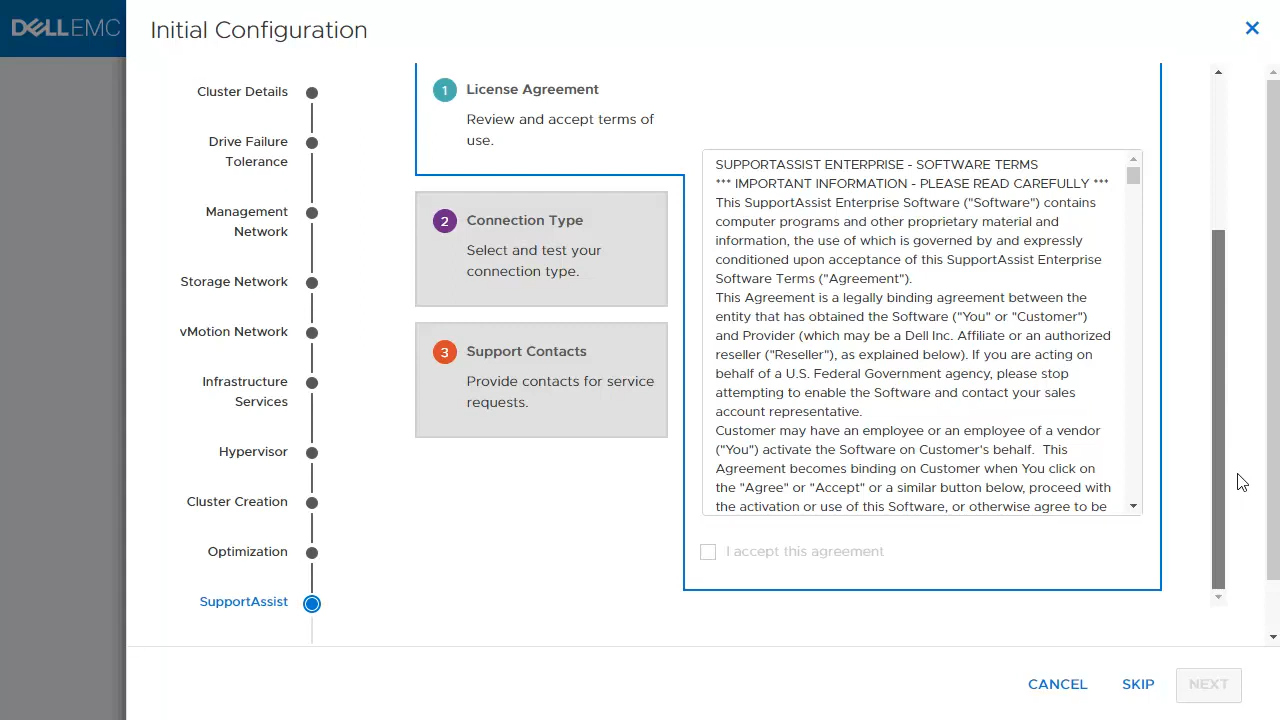 DELLEMC
Initial Configuration
Cluster Details
Drive Failure
Tolerance
Management
Network
Storage Network
vMotion Network
Infrastructure
Services
Hypervisor
Cluster Creation
Optimization
SupportAssist
1 License Agreement
Review and accept terms of
use.
2 Connection Type
Select and test your
connection type.
3 Support Contacts
Provide contacts for service
requests.
SUPPORTASSIST ENTERPRISE - SOFTWARE TERMS
*** IMPORTANT INFORMATION - PLEASE READ CAREFULLY ***
This SupportAssist Enterprise Software ("Software") contains
computer programs and other proprietary material and
information, the use of which is governed by and expressly
conditioned upon acceptance of this SupportAssist Enterprise
Software Terms ("Agreement").
This Agreement is a legally binding agreement between the
entity that has obtained the Software ("You" or "Customer")
and Provider (which may be a Dell Inc. Affiliate or an authorized
reseller ("Reseller"), as explained below). If you are acting on
behalf of a U.S. Federal Government agency, please stop
attempting to enable the Software and contact your sales
account representative.
Customer may have an employee or an employee of a vendor
("You") activate the Software on Customer's behalf.  This
Agreement becomes binding on Customer when You click on
the "Agree" or "Accept" or a similar button below, proceed with
the activation or use of this Software, or otherwise agree to be
I accept this agreement
CANCEL
SKIP
NEXT